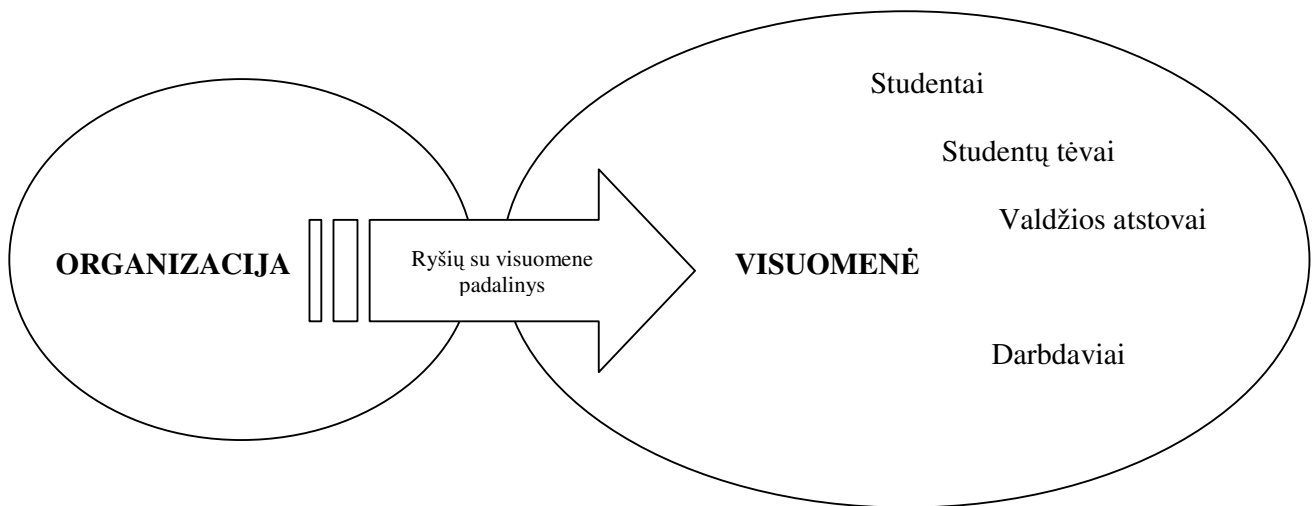 Studentai
Studentų tėvai
Valdžios atstovai
ORGANIZACIJA
Ryšių su visuomene
padalinys
VISUOMENĖ
Darbdaviai